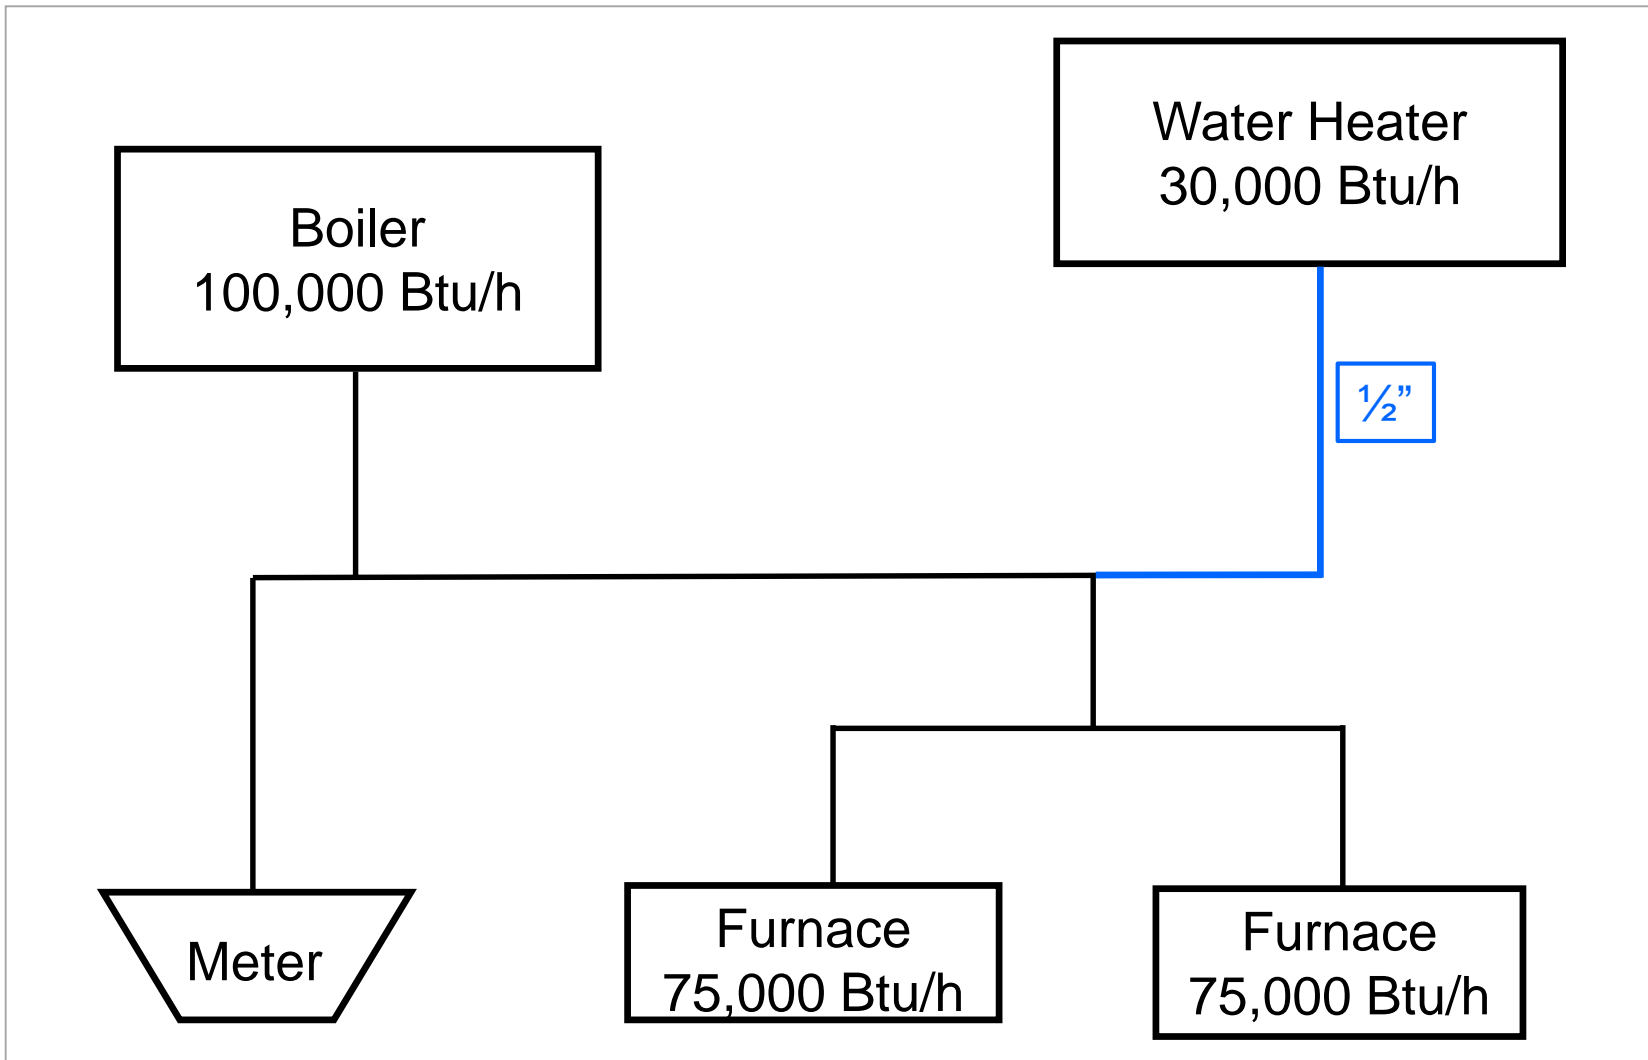 Water Heater
30,000 Btu/h
Boiler
100,000 Btu/h
½”
Meter
Furnace
75,000 Btu/h
Furnace
75,000 Btu/h